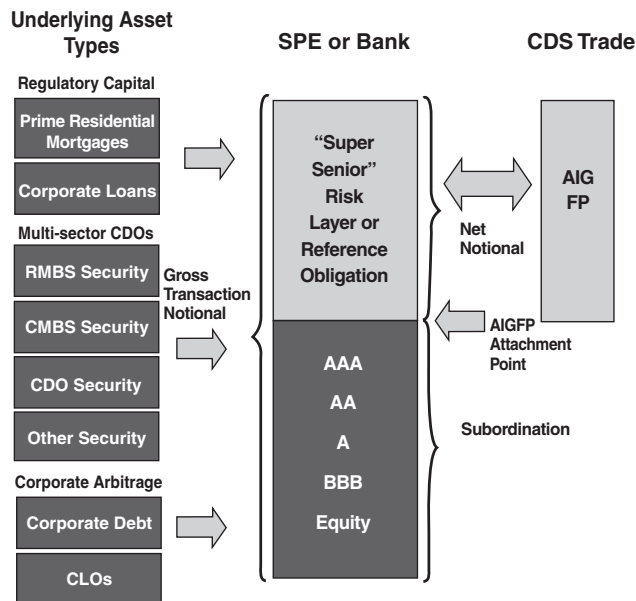 Underlying Asset
Types
SPE or Bank
CDS Trade
Regulatory Capital
Prime Residential
Mortgages
Corporate Loans
Multi-sector CDOs
RMBS Security
CMBS Security
CDO Security
Other Security
Corporate Arbitrage
Corporate Debt
CLOs
Gross
Transaction
Notional
“Super
Senior”
Risk
Layer or
Reference
Obligation
AAA
AA
A
BBB
Equity
Net
Notional
AIGFP
Attachment
Point
Subordination
AIG
FP